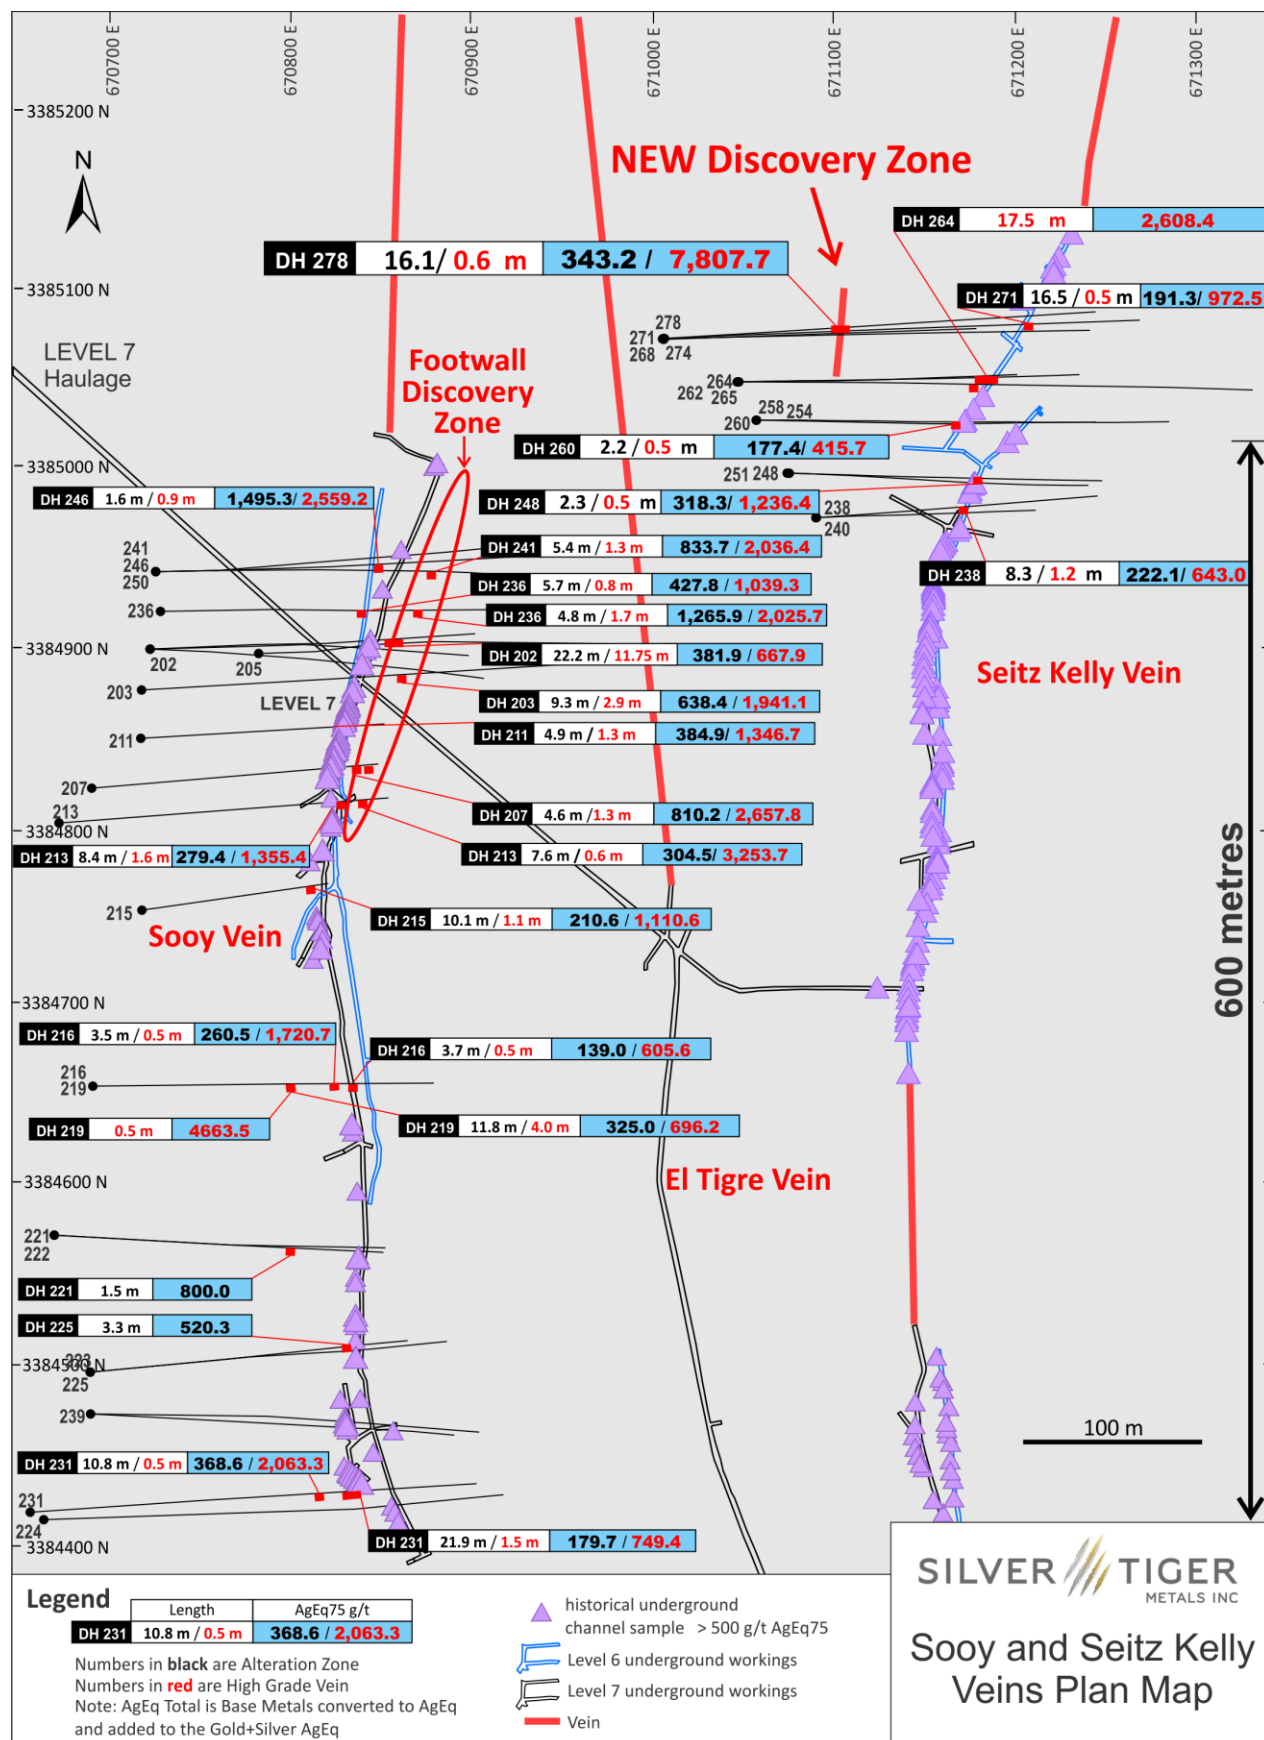 670700 E
670800 E
670900 E
671000 E
671100 E
671200 E
671300 E
3385200 N
N
NEW Discovery Zone
DH 264 17.5 m 2,608.4
DH 278 16.1/ 0.6 m 343.2 / 7,807.7
3385100 N
DH 271 16.5 / 0.5 m 191.3/ 972.5
278
271
268 274
LEVEL 7
Haulage
Footwall
Discovery
Zone
264
262 265
258 254
260
DH 260 2.2 / 0.5 m 177.4/ 415.7
3385000 N
251 248
DH 246 1.6 m / 0.9 m 1,495.3/ 2,559.2
DH 248 2.3 / 0.5 m 318.3/ 1,236.4
238
240
241
246
250
DH 241 5.4 m / 1.3 m 833.7 / 2,036.4
DH 238 8.3 / 1.2 m 222.1/ 643.0
DH 236 5.7 m / 0.8 m 427.8 / 1,039.3
236
DH 236 4.8 m / 1.7 m 1,265.9 / 2,025.7
3384900 N
DH 202 22.2 m / 11.75 m 381.9 / 667.9
202
205
Seitz Kelly Vein
203
LEVEL 7
DH 203 9.3 m / 2.9 m 638.4 / 1,941.1
211
DH 211 4.9 m / 1.3 m 384.9/ 1,346.7
207
213
DH 207 4.6 m /1.3 m 810.2 / 2,657.8
3384800 N
DH 213 8.4 m / 1.6 m 279.4 / 1,355.4
DH 213 7.6 m / 0.6 m 304.5/ 3,253.7
215
Sooy Vein
DH 215 10.1 m / 1.1 m 210.6/ 1,110.6
600 metres
3384700 N
DH 216 3.5 m / 0.5 m 260.5 / 1,720.7
DH 216 3.7 m / 0.5 m 139.0 / 605.6
216
219
DH 219 0.5 m 4663.5
DH 219 11.8 m / 4.0 m 325.0 / 696.2
3384600 N
El Tigre Vein
221
222
DH 221 1.5 m 800.0
DH 225 3.3 m 520.3
3384500 N
225
239
100 m
DH 231 10.8 m / 0.5 m 368.6 / 2,063.3
231
224
DH 231 21.9 m / 1.5 m 179.7 / 749.4
3384400 N
SILVER TIGER
METALS INC
Sooy and Seitz Kelly
Veins Plan Map
Legend
Length AgEq75 g/t
DH 231 10.8 m / 0.5 m 368.6 / 2,063.3
Numbers in black are Alteration Zone
Numbers in red are High Grade Vein
Note: AgEq Total is Base Metals converted to AgEq
and added to the Gold+Silver AgEq
historical underground
channel sample > 500 g/t AgEq75
Level 6 underground workings
Level 7 underground workings
Vein